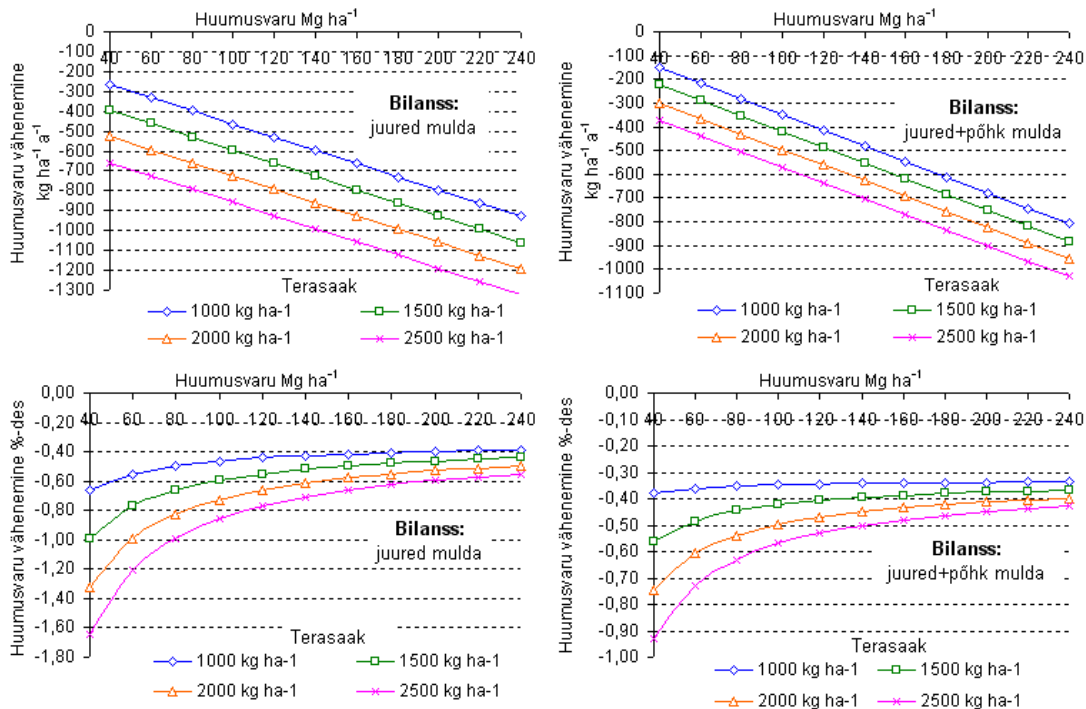 Huumusvaru Mg ha⁻¹
0
-100
-200
-300
-400
-500
-600
-700
-800
-900
-1000
-1100
-1200
-1300
40 60 80 100 120 140 160 180 200 220 240
Huumusvaru vähenemine
kg ha⁻¹ a⁻¹
Bilanss:
juured mulda
Terasaak
1000 kg ha-1
1500 kg ha-1
2000 kg ha-1
2500 kg ha-1
Huumusvaru Mg ha⁻¹
0
-100
-200
-300
-400
-500
-600
-700
-800
-900
-1000
-1100
40 60 80 100 120 140 160 180 200 220 240
Huumusvaru vähenemine
kg ha⁻¹ a⁻¹
Bilanss:
juured+põhk mulda
Terasaak
1000 kg ha-1
1500 kg ha-1
2000 kg ha-1
2500 kg ha-1
Huumusvaru Mg ha⁻¹
0,00
-0,20
-0,40
-0,60
-0,80
-1,00
-1,20
-1,40
-1,60
-1,80
40 60 80 100 120 140 160 180 200 220 240
Huumusvaru vähenemine %-des
Bilanss:
juured mulda
Terasaak
1000 kg ha-1
1500 kg ha-1
2000 kg ha-1
2500 kg ha-1
Huumusvaru Mg ha⁻¹
0,00
-0,10
-0,20
-0,30
-0,40
-0,50
-0,60
-0,70
-0,80
-0,90
-1,00
40 60 80 100 120 140 160 180 200 220 240
Huumusvaru vähenemine %-des
Bilanss:
juured+põhk mulda
Terasaak
1000 kg ha-1
1500 kg ha-1
2000 kg ha-1
2500 kg ha-1